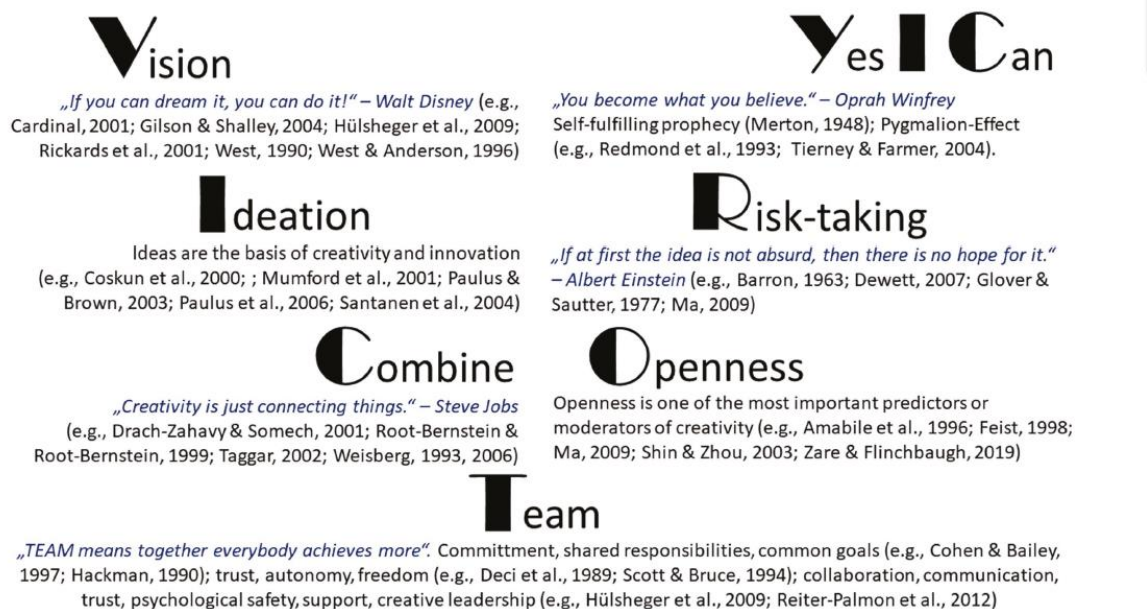 Vision
„If you can dream it, you can do it!“ – Walt Disney (e.g.,
Cardinal, 2001; Gilson & Shalley, 2004; Hülsheger et al., 2009;
Rickards et al., 2001; West, 1990; West & Anderson, 1996)
Yes I Can
„You become what you believe.“ – Oprah Winfrey
Self-fulfilling prophecy (Merton, 1948); Pygmalion-Effect
(e.g., Redmond et al., 1993; Tierney & Farmer, 2004).
Ideation
Ideas are the basis of creativity and innovation
(e.g., Coskun et al., 2000; ; Mumford et al., 2001; Paulus &
Brown, 2003; Paulus et al., 2006; Santanen et al., 2004)
Risk-taking
„If at first the idea is not absurd, then there is no hope for it.“
– Albert Einstein (e.g., Barron, 1963; Dewett, 2007; Glover &
Sautter, 1977; Ma, 2009)
Combine
„Creativity is just connecting things.“ – Steve Jobs
(e.g., Drach-Zahavy & Somech, 2001; Root-Bernstein &
Root-Bernstein, 1999; Taggar, 2002; Weisberg, 1993, 2006)
Openness
Openness is one of the most important predictors or
moderators of creativity (e.g., Amabile et al., 1996; Feist, 1998;
Ma, 2009; Shin & Zhou, 2003; Zare & Flinchbaugh, 2019)
Team
„TEAM means together everybody achieves more“. Committment, shared responsibilities, common goals (e.g., Cohen & Bailey,
1997; Hackman, 1990); trust, autonomy, freedom (e.g., Deci et al., 1989; Scott & Bruce, 1994); collaboration, communication,
trust, psychological safety, support, creative leadership (e.g., Hülsheger et al., 2009; Reiter-Palmon et al., 2012)